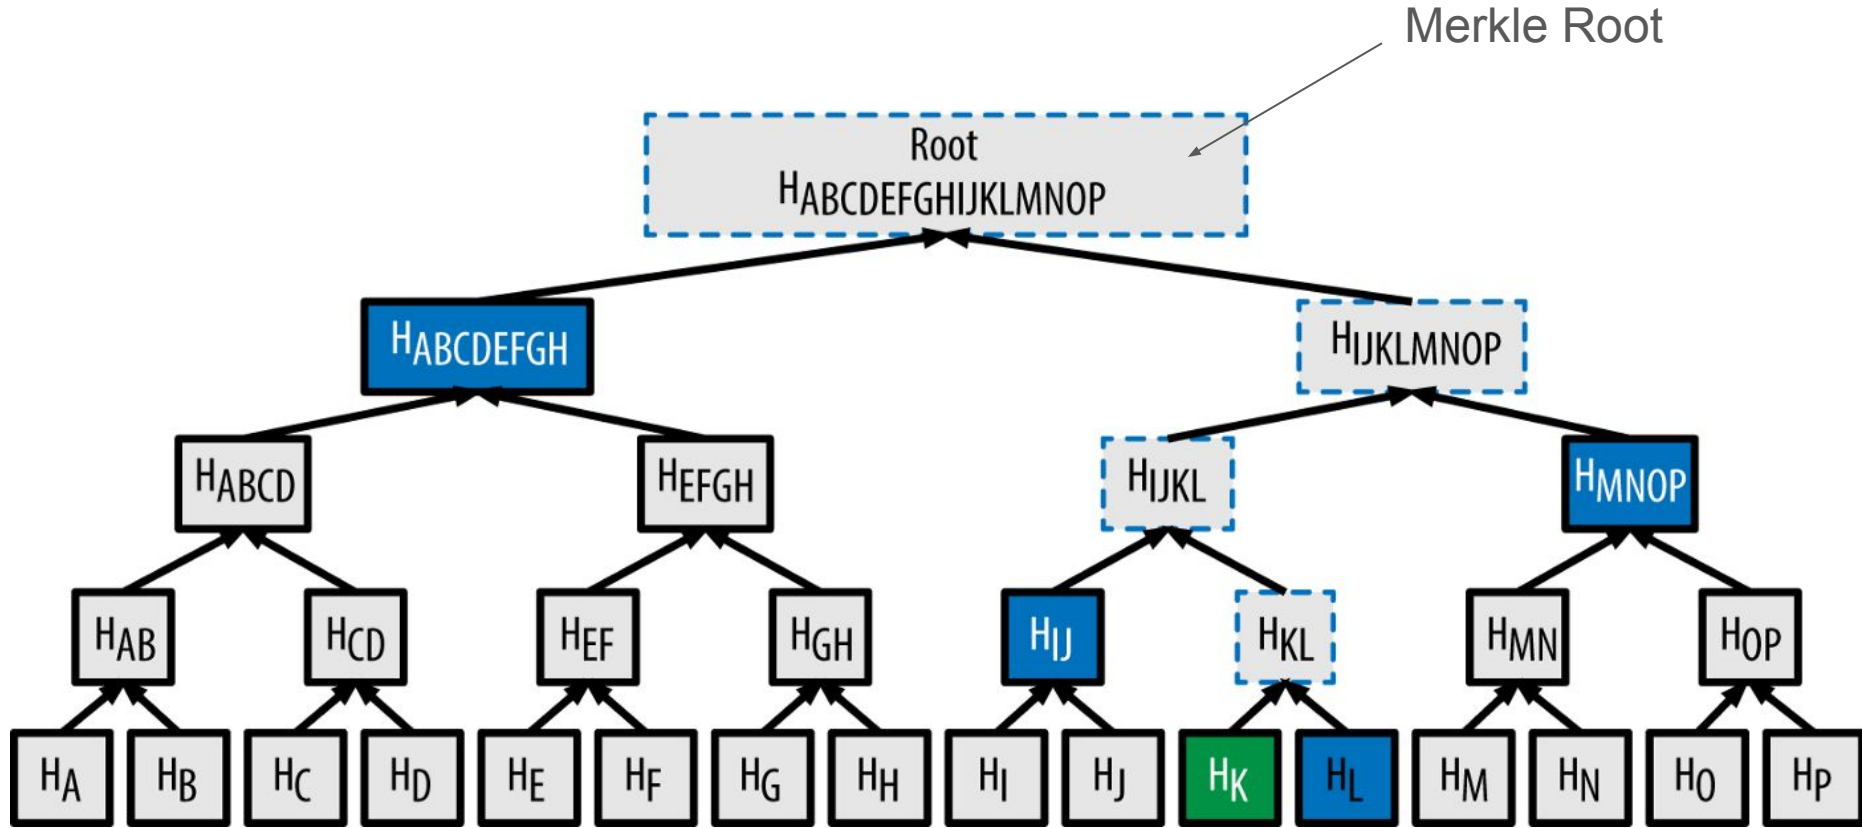 Merkle Root
Root
HABCDEFGHIJKLMNOP
HABCDEFGH
HIJKLMNOP
HABCD
HEFGH
HIJKL
HMNOP
HAB
HCD
HEF
HGH
HIJ
HKL
HMN
HOP
HA
HB
HC
HD
HE
HF
HG
HH
HI
HJ
HK
HL
HM
HN
HO
HP